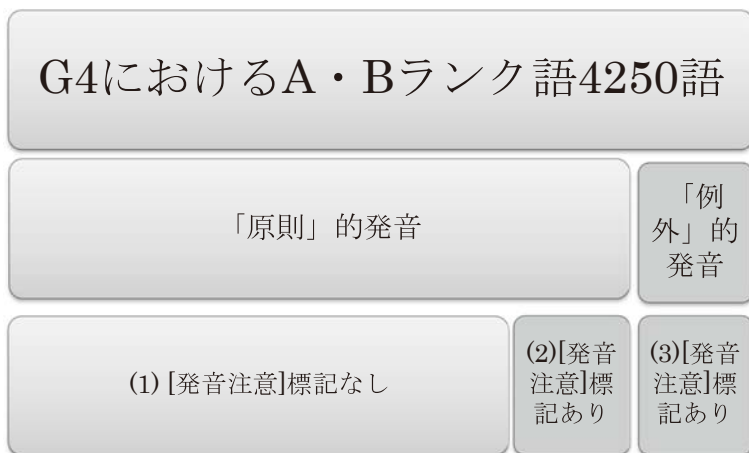 G4におけるA・Bランク語4250語
「原則」的発音
「例
外」的
発音
(1) [発音注意]標記なし
(2)[発音
注意]標
記あり
(3)[発音
注意]標
記あり